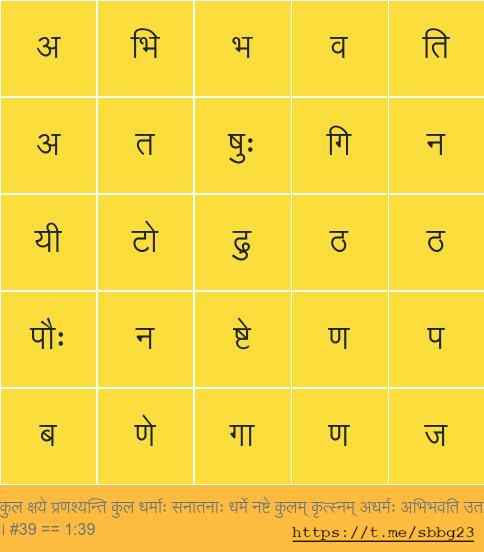 अ भि भ व ति
अ त षुः गि न
यी टो ढु ठ ठ
पौः न ष्टे ण प
ब णे गा ण ज
कुल क्षये प्रणश्यन्ति कुल धर्माः सनातनाः धर्मे नष्टे कुलम् कृत्स्नम् अधर्मः अभिभवति उत
। #39 == 1:39
https://t.me/sbbg23